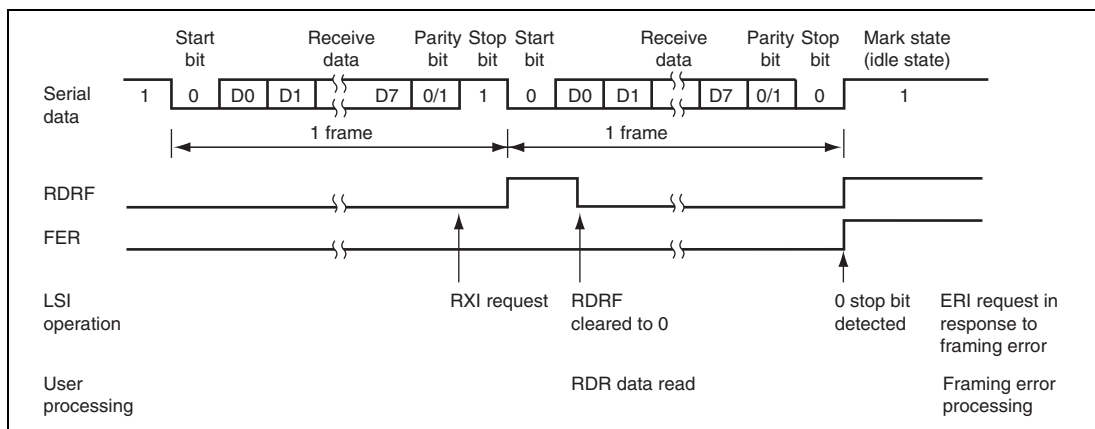 Start bit
Receive data
Parity bit
Stop bit
Start bit
Receive data
Parity bit
Stop bit
Mark state (idle state)
Serial data
1 0 D0 D1 D7 0/1 1 0 D0 D1 D7 0/1 0 1
1 frame
1 frame
RDRF
FER
LSI operation
RXI request
RDRF cleared to 0
0 stop bit detected
ERI request in response to framing error
User processing
RDR data read
Framing error processing